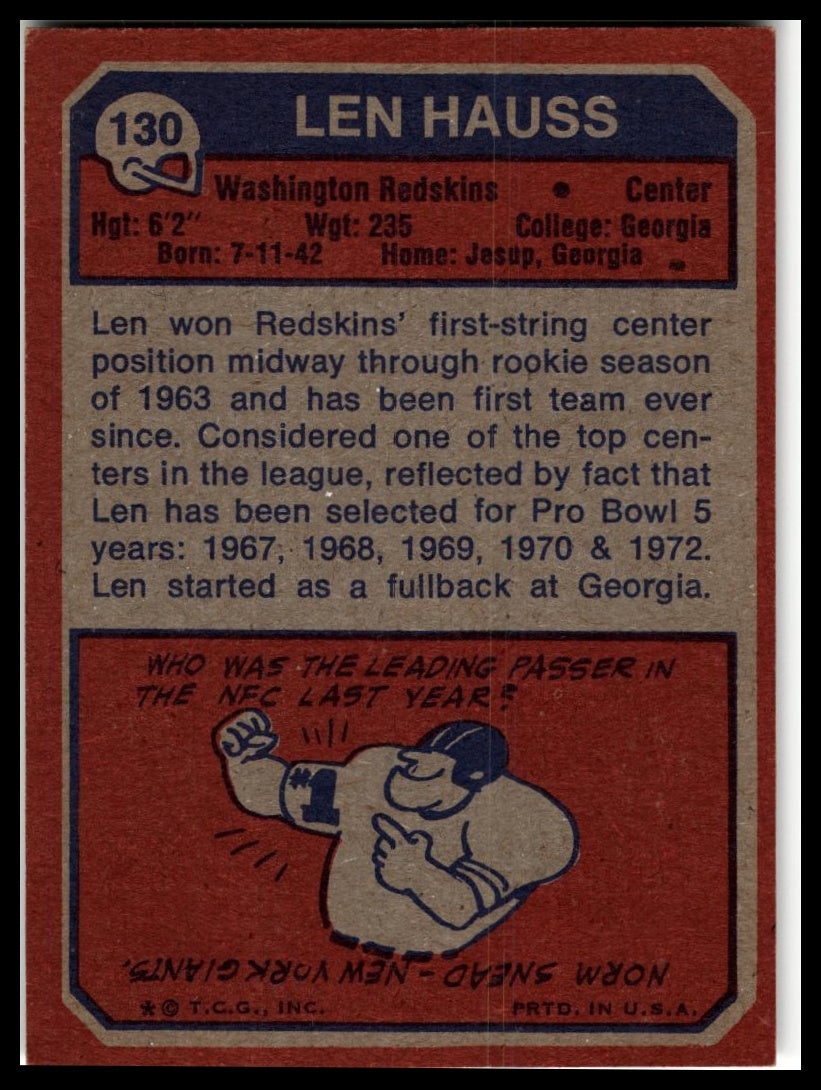 130
LEN HAUSS
Washington Redskins • Center
Hgt: 6'2" Wgt: 235 College: Georgia
Born: 7-11-42 Home: Jesup, Georgia
Len won Redskins' first-string center
position midway through rookie season
of 1963 and has been first team ever
since. Considered one of the top cen-
ters in the league, reflected by fact that
Len has been selected for Pro Bowl 5
years: 1967, 1968, 1969, 1970 & 1972.
Len started as a fullback at Georgia.
WHO WAS THE LEADING PASSER IN
THE NFC LAST YEAR?
#1
NORM SNEAD - NEW YORK GIANTS.
*© T.C.G., INC. PRTD. IN U.S.A.